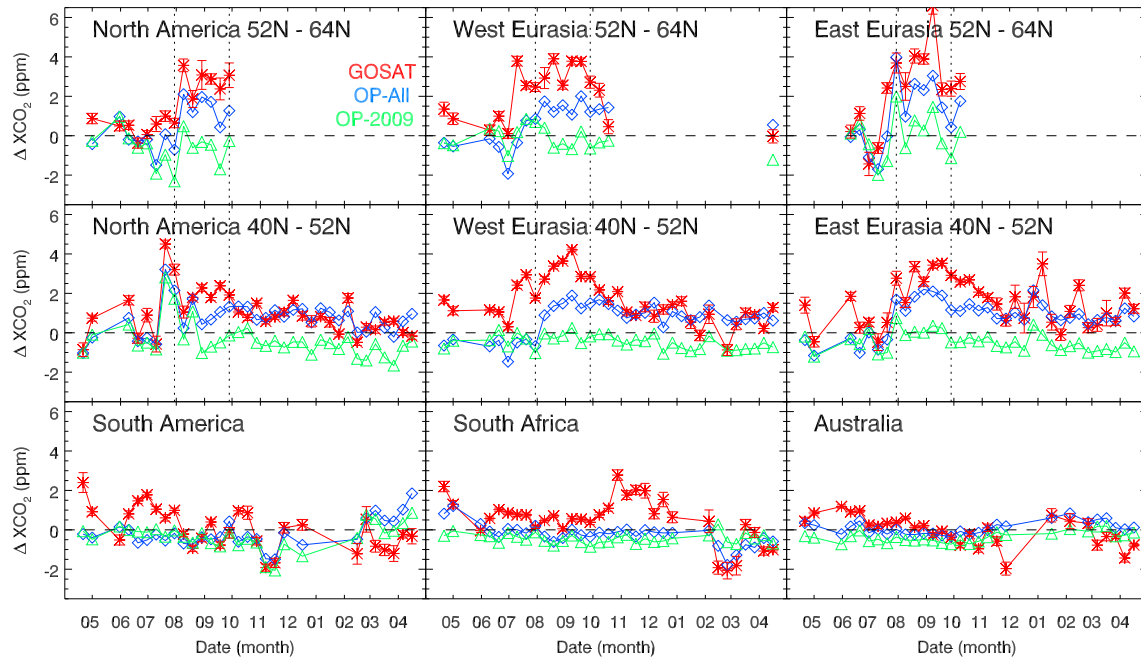 North America 52N - 64N
West Eurasia 52N - 64N
East Eurasia 52N - 64N
GOSAT
OP-All
OP-2009
Δ XCO₂ (ppm)
6
4
2
0
-2
North America 40N - 52N
West Eurasia 40N - 52N
East Eurasia 40N - 52N
Δ XCO₂ (ppm)
6
4
2
0
-2
South America
South Africa
Australia
Δ XCO₂ (ppm)
6
4
2
0
-2
05 06 07 08 09 10 11 12 01 02 03 04
05 06 07 08 09 10 11 12 01 02 03 04
05 06 07 08 09 10 11 12 01 02 03 04
Date (month)
Date (month)
Date (month)